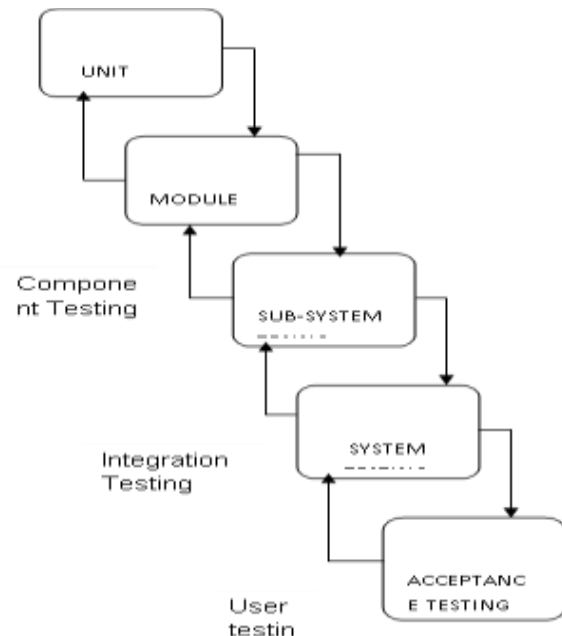 UNIT
MODULE
Compone
nt Testing
SUB-SYSTEM
SYSTEM
Integration
Testing
ACCEPTANC
E TESTING
User
testin